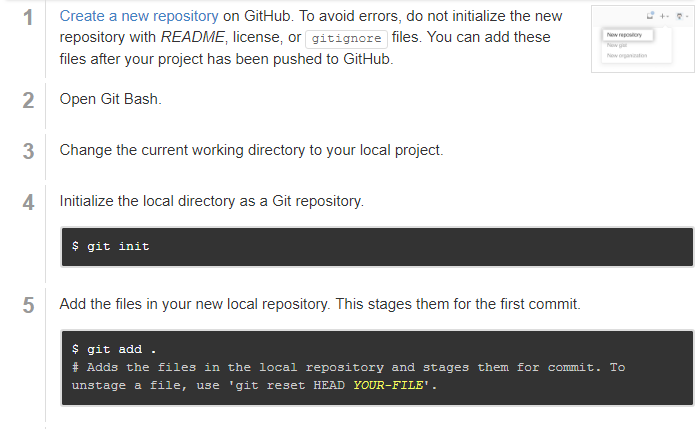 1 Create a new repository on GitHub. To avoid errors, do not initialize the new
repository with README, license, or gitignore files. You can add these
files after your project has been pushed to GitHub.
New repository
New gist
New organization
2 Open Git Bash.
3 Change the current working directory to your local project.
4 Initialize the local directory as a Git repository.
$ git init
5 Add the files in your new local repository. This stages them for the first commit.
$ git add .
# Adds the files in the local repository and stages them for commit. To
unstage a file, use 'git reset HEAD YOUR-FILE'.